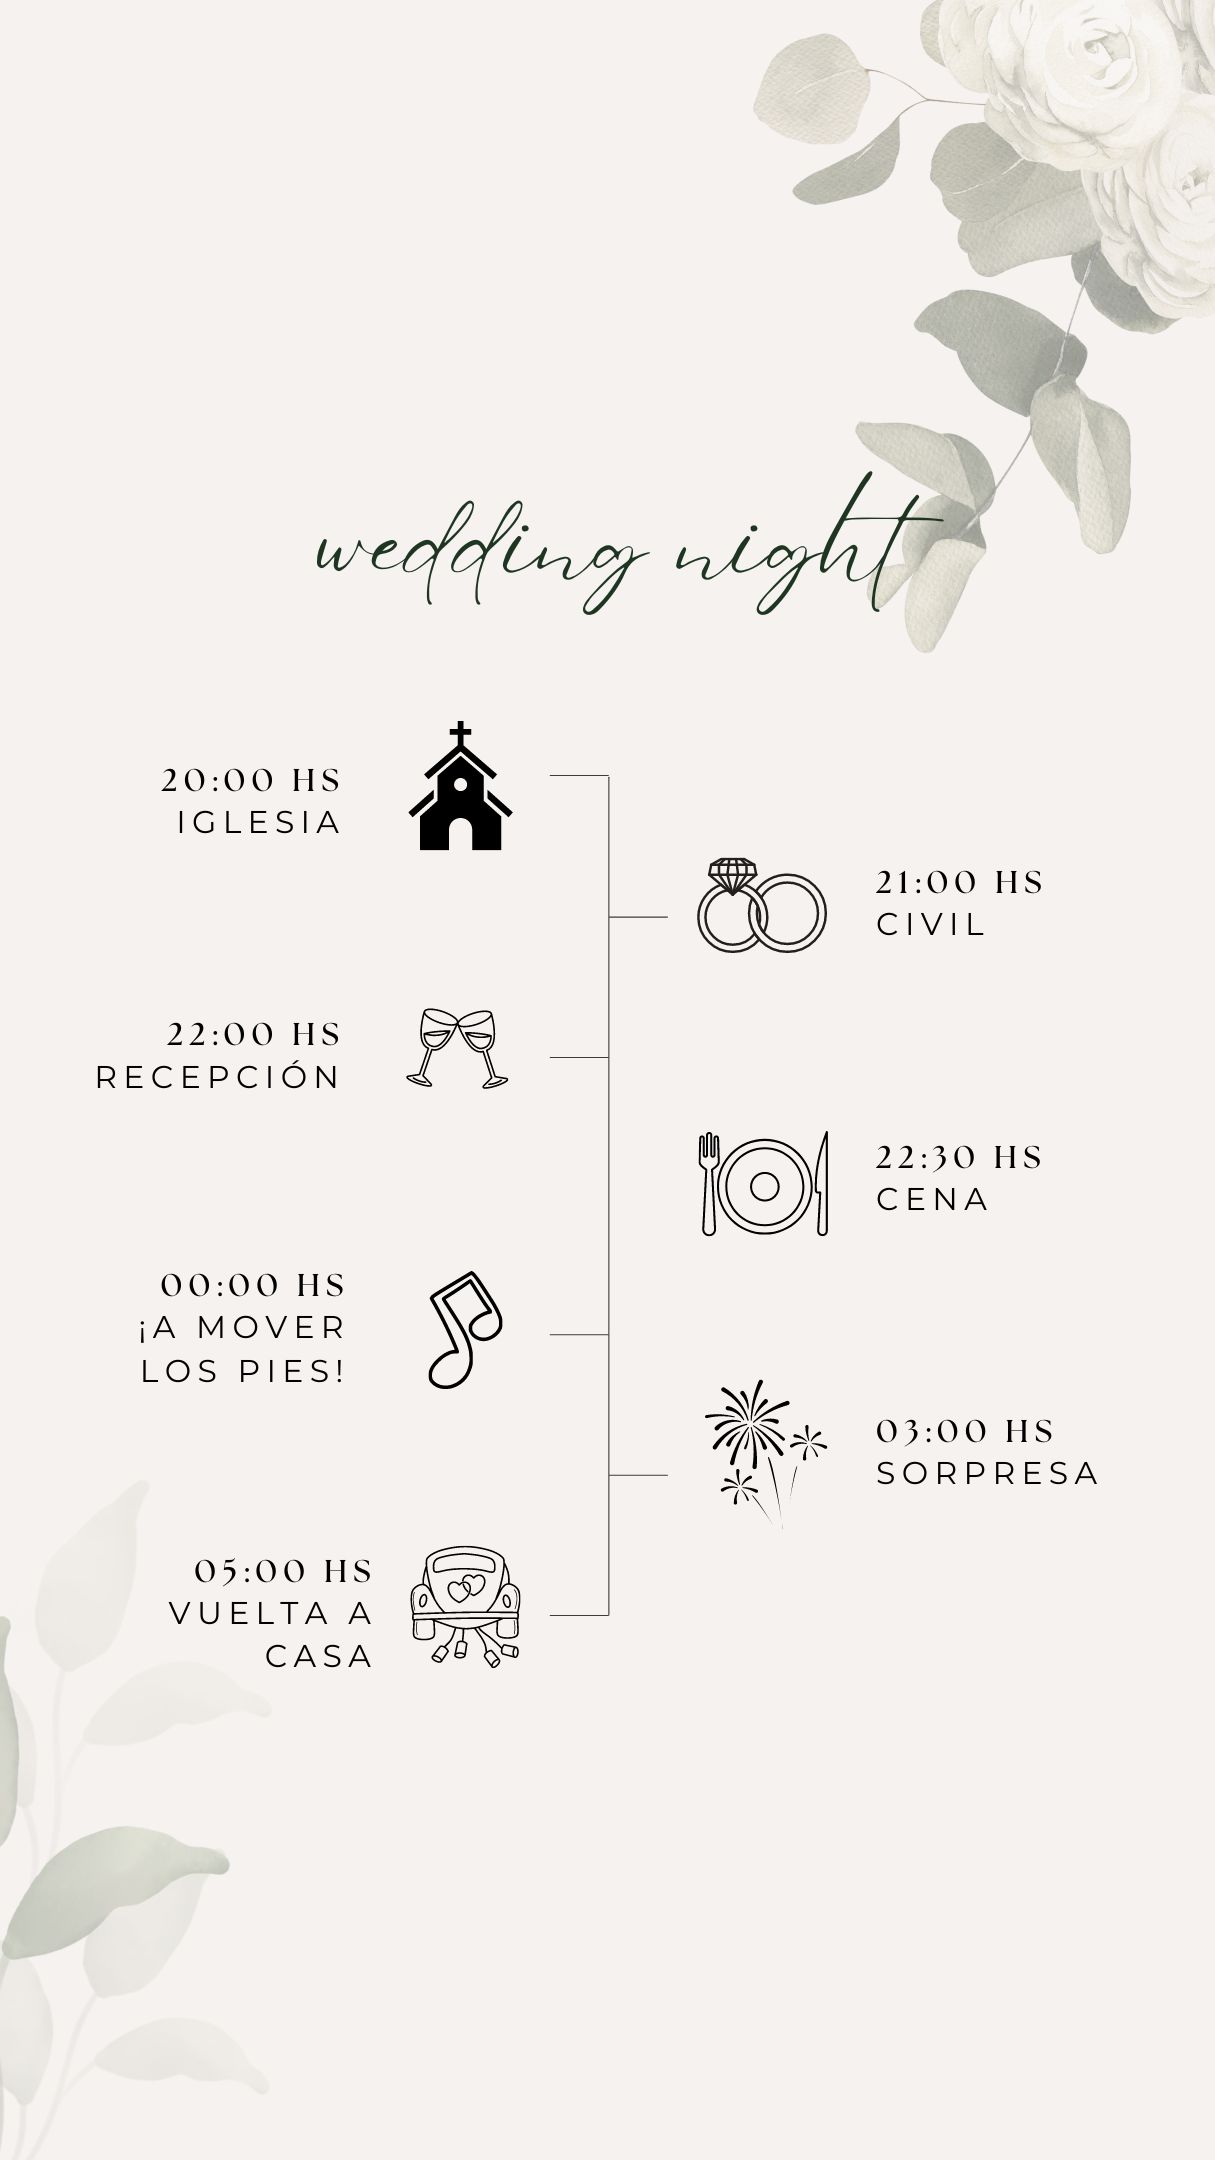 wedding night
20:00 HS
IGLESIA
21:00 HS
CIVIL
22:00 HS
RECEPCIÓN
22:30 HS
CENA
00:00 HS
¡A MOVER
LOS PIES!
03:00 HS
SORPRESA
05:00 HS
VUELTA A
CASA